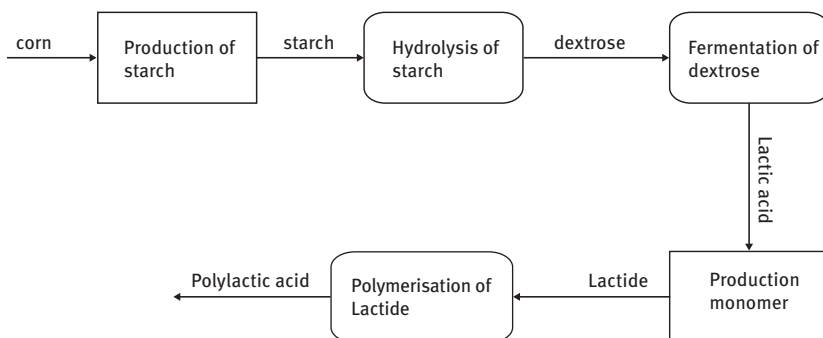 corn
Production of
starch
starch
Hydrolysis of
starch
dextrose
Fermentation of
dextrose
Lactic acid
Production
monomer
Lactide
Polymerisation of
Lactide
Polylactic acid